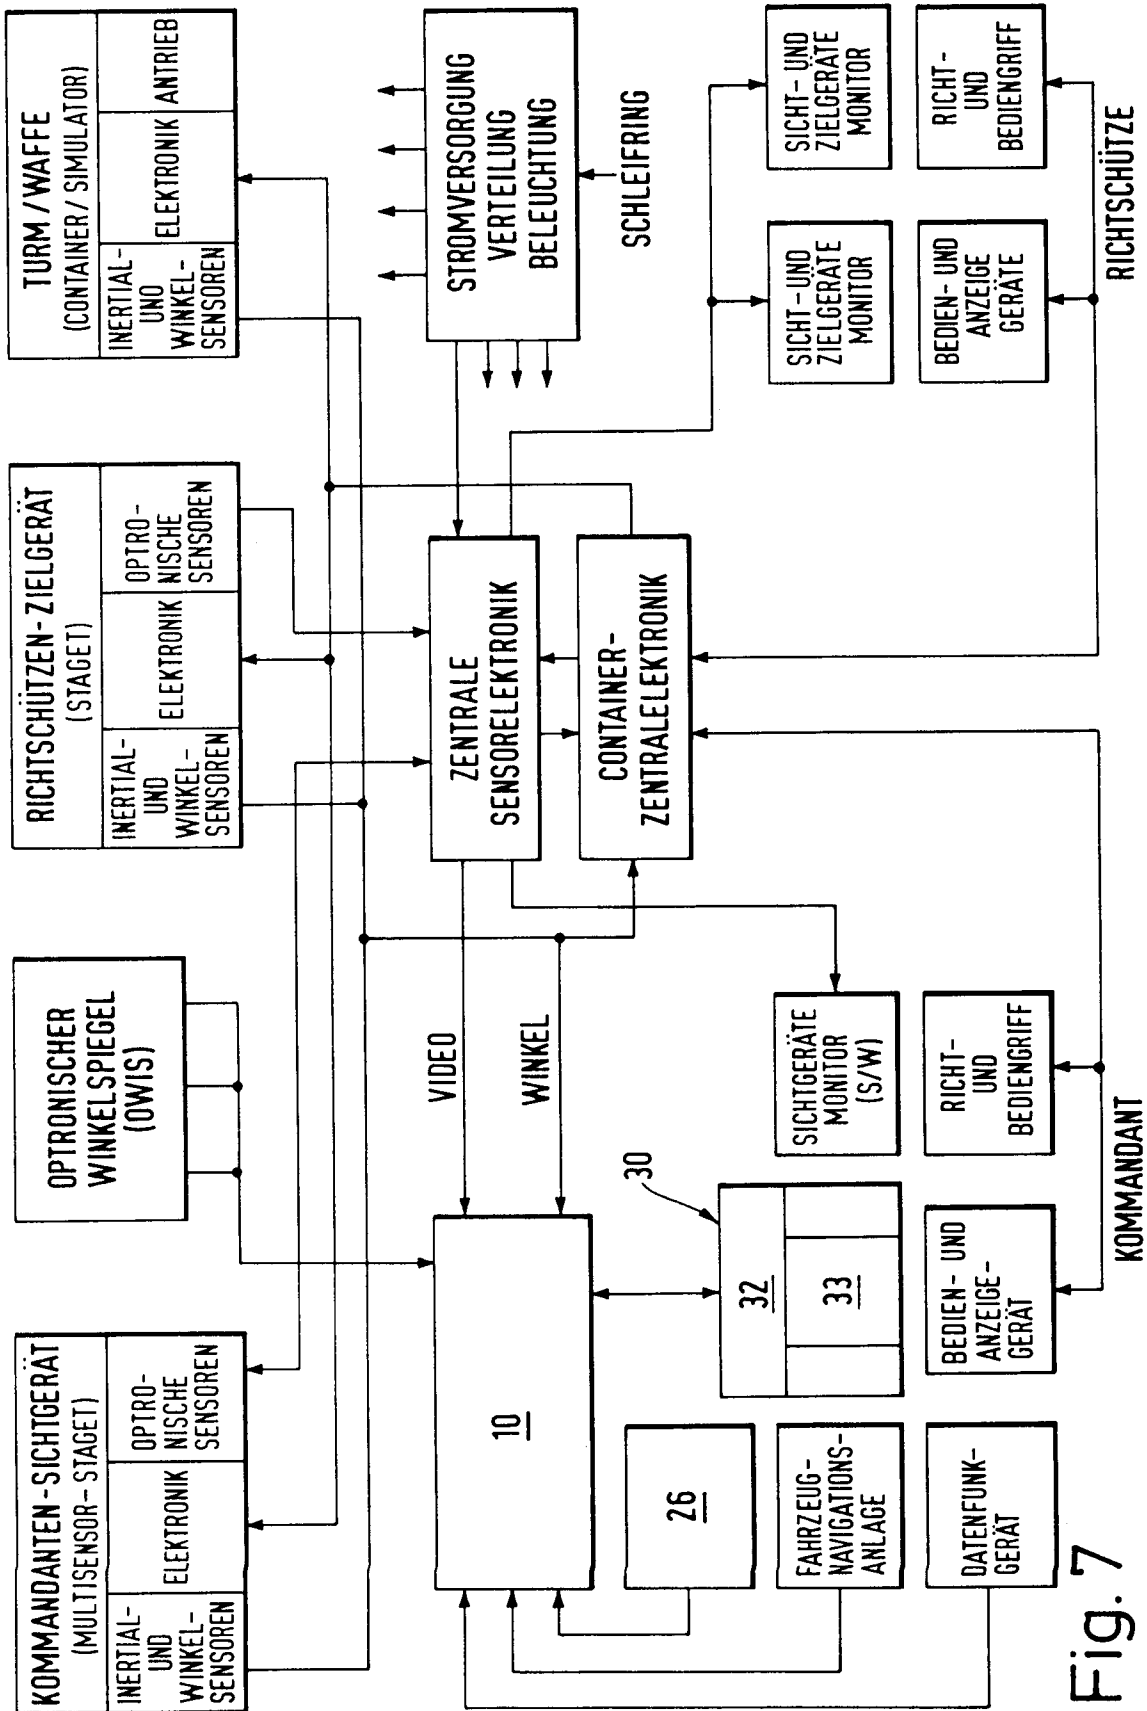 KOMMANDANTEN-SICHTGERÄT
(MULTISENSOR-STAGET)
INERTIAL-
UND
WINKEL-
SENSOREN
ELEKTRONIK
OPTRO-
NISCHE
SENSOREN
OPTRONISCHER
WINKELSPIEGEL
(OWIS)
RICHTSCHÜTZEN-ZIELGERÄT
(STAGET)
INERTIAL-
UND
WINKEL-
SENSOREN
ELEKTRONIK
OPTRO-
NISCHE
SENSOREN
TURM/WAFFE
(CONTAINER/SIMULATOR)
INERTIAL-
UND
WINKEL-
SENSOREN
ELEKTRONIK
ANTRIEB
10
VIDEO
WINKEL
ZENTRALE
SENSORELEKTRONIK
CONTAINER-
ZENTRALELEKTRONIK
STROMVERSORGUNG
VERTEILUNG
BELEUCHTUNG
SCHLEIFRING
26
FAHRZEUG-
NAVIGATIONS-
ANLAGE
DATENFUNK-
GERÄT
30
32
33
SICHTGERÄTE
MONITOR
(S/W)
BEDIEN- UND
ANZEIGE-
GERÄT
RICHT-
UND
BEDIENGRIFF
KOMMANDANT
SICHT- UND
ZIELGERÄTE
MONITOR
SICHT- UND
ZIELGERÄTE
MONITOR
BEDIEN- UND
ANZEIGE
GERÄTE
RICHT-
UND
BEDIENGRIFF
RICHTSCHÜTZE
Fig. 7